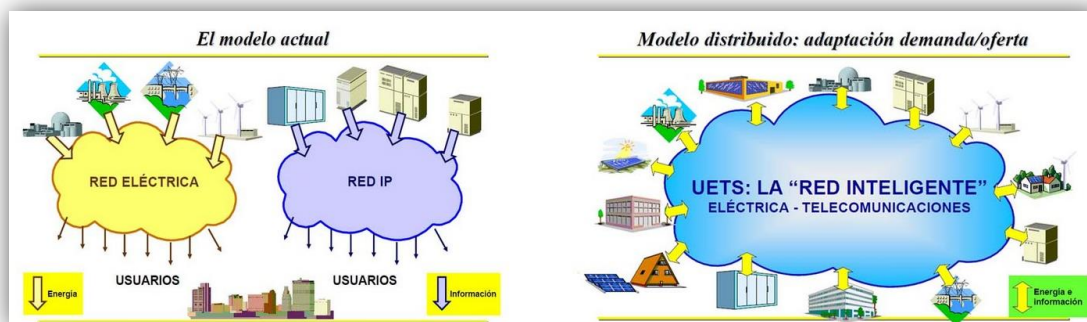 El modelo actual
RED ELÉCTRICA
RED IP
USUARIOS
USUARIOS
Energía
Información
Modelo distribuido: adaptación demanda/oferta
UETS: LA “RED INTELIGENTE”
ELÉCTRICA - TELECOMUNICACIONES
Energía e
información